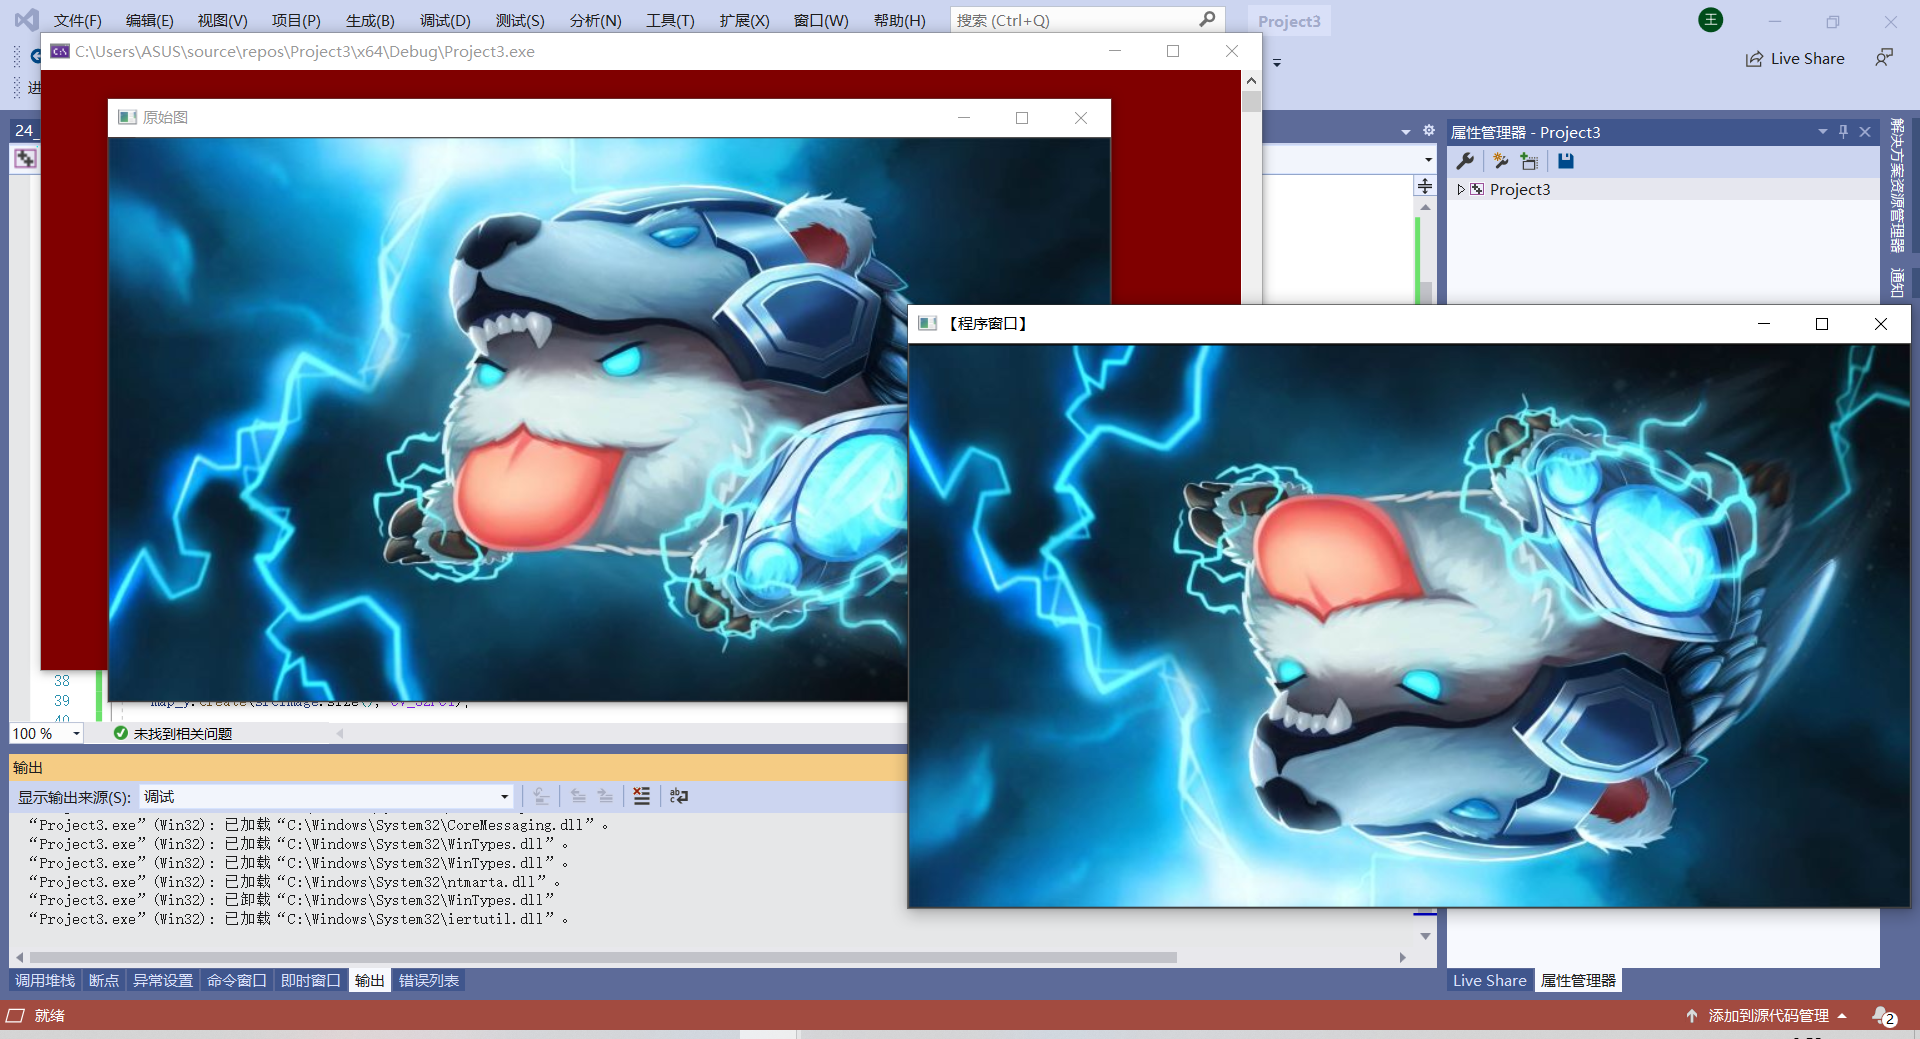 文件(F) 编辑(E) 视图(V) 项目(P) 生成(B) 调试(D) 测试(S) 分析(N) 工具(T) 扩展(X) 窗口(W) 帮助(H) 搜索 (Ctrl+Q) Project3 王
C:\Users\ASUS\source\repos\Project3\x64\Debug\Project3.exe
Live Share
进
原始图
24_
属性管理器 - Project3
Project3
解决方案资源管理器
通知
【程序窗口】
38
39 map_y.create(srcImage.size(), CV_32FC1);
40
100 % 未找到相关问题
输出
显示输出来源(S): 调试
“Project3.exe”(Win32): 已加载“C:\Windows\System32\CoreMessaging.dll”。
“Project3.exe”(Win32): 已加载“C:\Windows\System32\WinTypes.dll”。
“Project3.exe”(Win32): 已加载“C:\Windows\System32\WinTypes.dll”。
“Project3.exe”(Win32): 已加载“C:\Windows\System32\ntmarta.dll”。
“Project3.exe”(Win32): 已卸载“C:\Windows\System32\WinTypes.dll”
“Project3.exe”(Win32): 已加载“C:\Windows\System32\iertutil.dll”。
调用堆栈 断点 异常设置 命令窗口 即时窗口 输出 错误列表
Live Share 属性管理器
就绪 添加到源代码管理 2